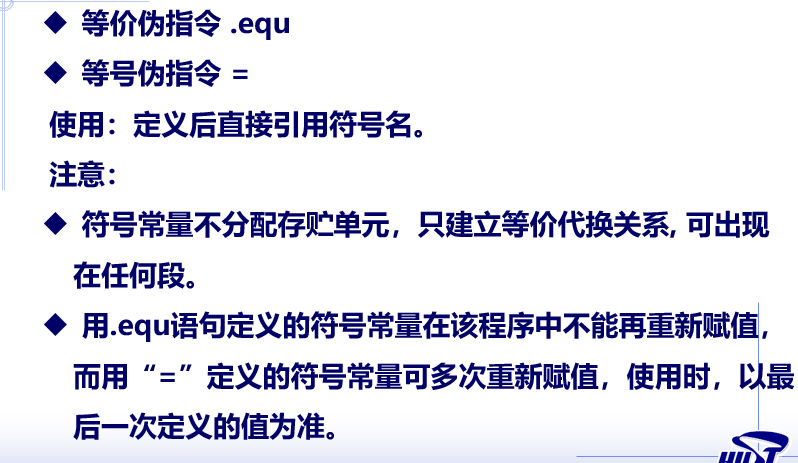 ◆ 等价伪指令 .equ
◆ 等号伪指令 =
使用：定义后直接引用符号名。
注意：
◆ 符号常量不分配存贮单元，只建立等价代换关系, 可出现
在任何段。
◆ 用.equ语句定义的符号常量在该程序中不能再重新赋值，
而用“=”定义的符号常量可多次重新赋值，使用时，以最
后一次定义的值为准。